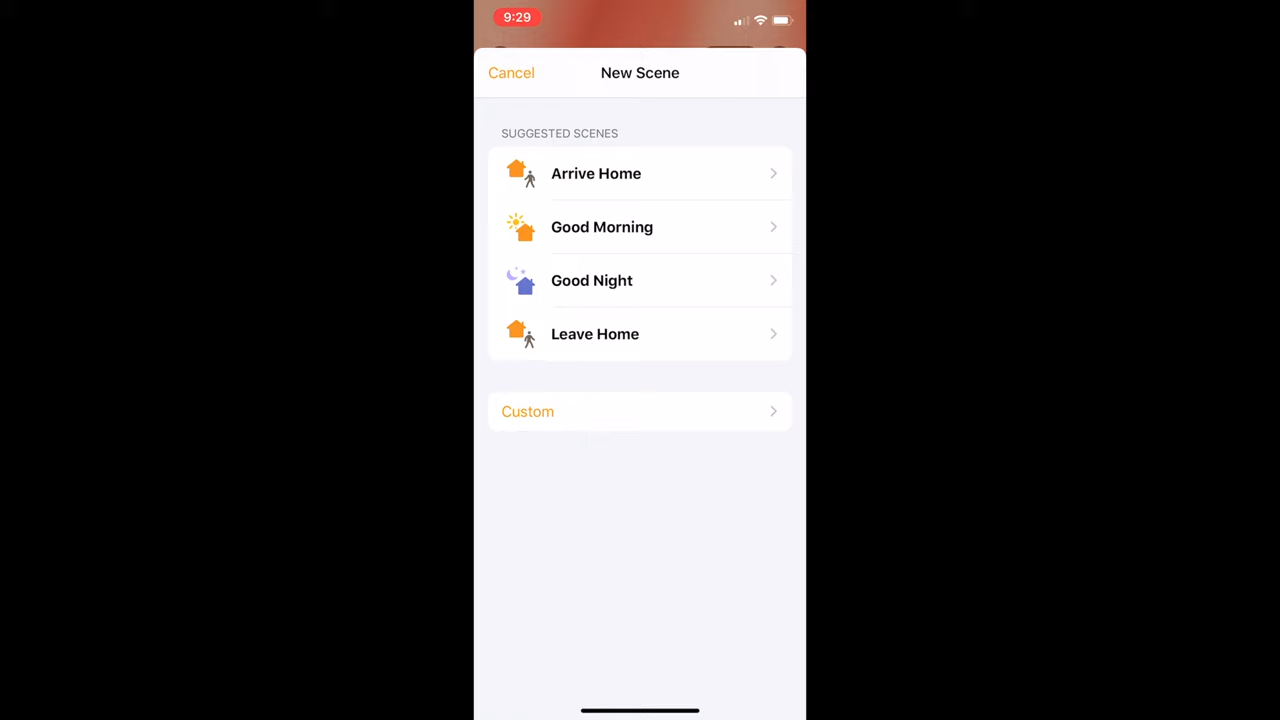 9:29
Cancel
New Scene
SUGGESTED SCENES
Arrive Home
Good Morning
Good Night
Leave Home
Custom